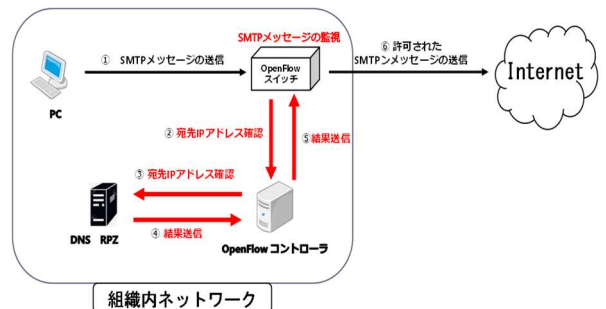 SMTPメッセージの監視
① SMTPメッセージの送信
OpenFlow
スイッチ
⑥ 許可された
SMTPンメッセージの送信
Internet
PC
② 宛先IPアドレス確認
⑤結果送信
③ 宛先IPアドレス確認
④ 結果送信
DNS RPZ
OpenFlow コントローラ
組織内ネットワーク